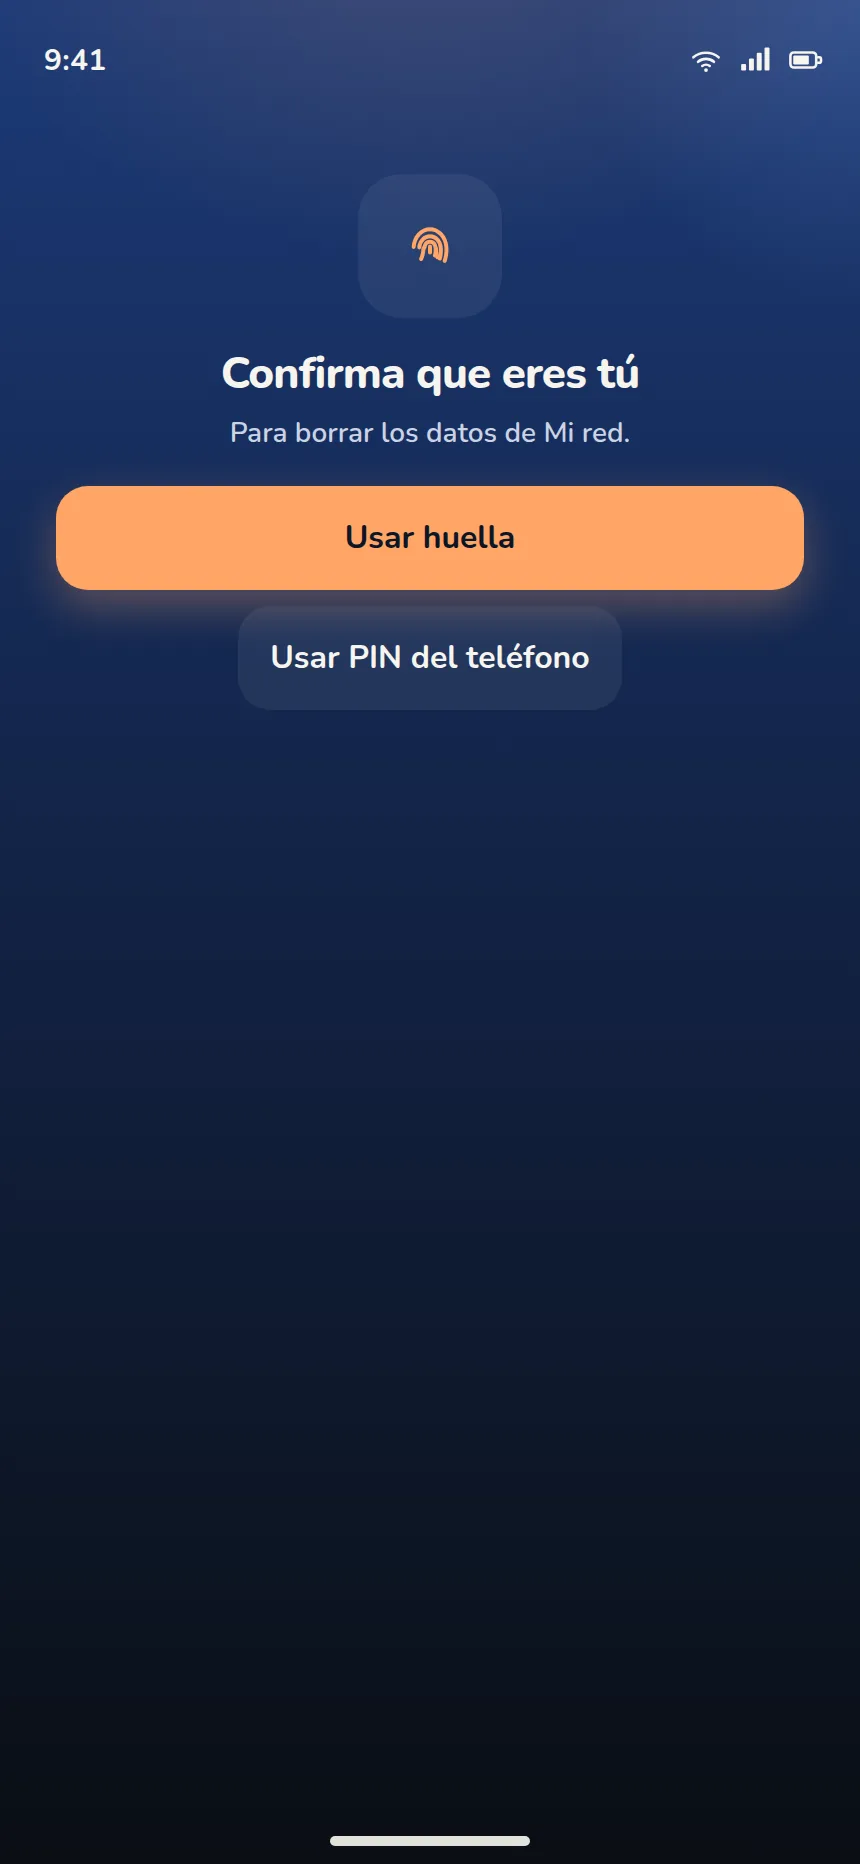 9:41
Confirma que eres tú
Para borrar los datos de Mi red.
Usar huella
Usar PIN del teléfono